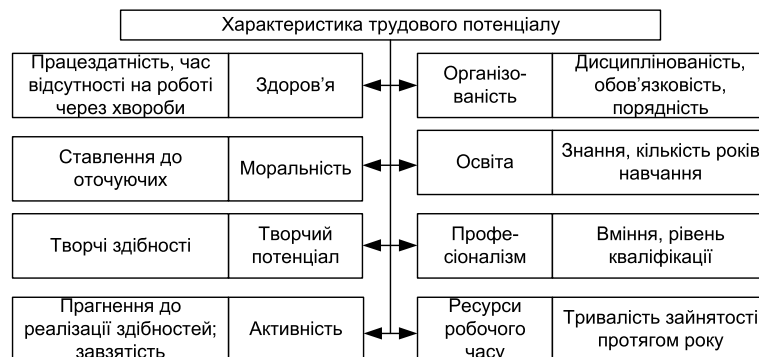 Характеристика трудового потенціалу
Працездатність, час
відсутності на роботі
через хвороби
Здоров’я
Організо-
ваність
Дисциплінованість,
обов’язковість,
порядність
Ставлення до
оточуючих
Моральність
Освіта
Знання, кількість років
навчання
Творчі здібності
Творчий
потенціал
Профе-
сіоналізм
Вміння, рівень
кваліфікації
Прагнення до
реалізації здібностей;
завзятість
Активність
Ресурси
робочого
часу
Тривалість зайнятості
протягом року